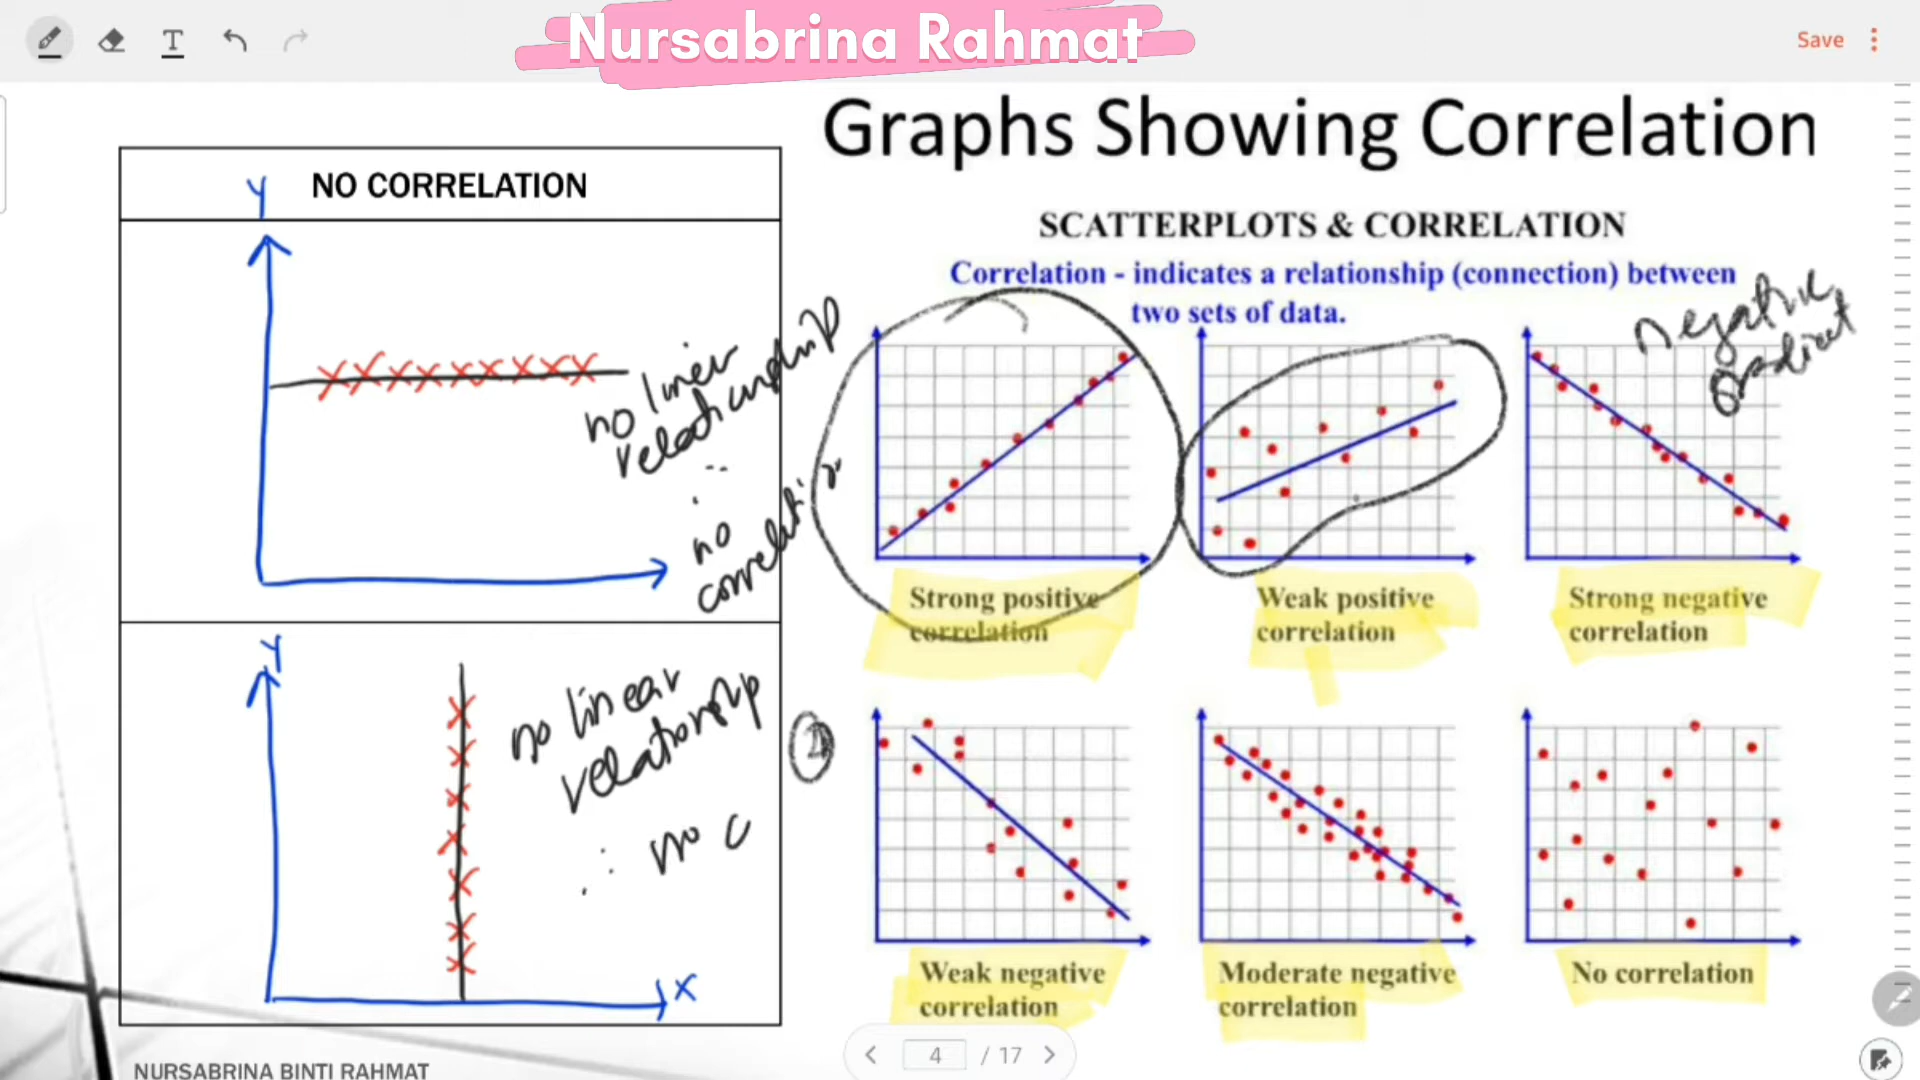 Nursabrina Rahmat
Save
Graphs Showing Correlation
NO CORRELATION
Y
no linier
relationship
no
correlation
Y
X
no linear
relationship
∴ no c
NURSABRINA BINTI RAHMAT
SCATTERPLOTS & CORRELATION
Correlation - indicates a relationship (connection) between
two sets of data.
negative
gradient
Strong positive
correlation
Weak positive
correlation
Strong negative
correlation
Weak negative
correlation
Moderate negative
correlation
No correlation
4 / 17